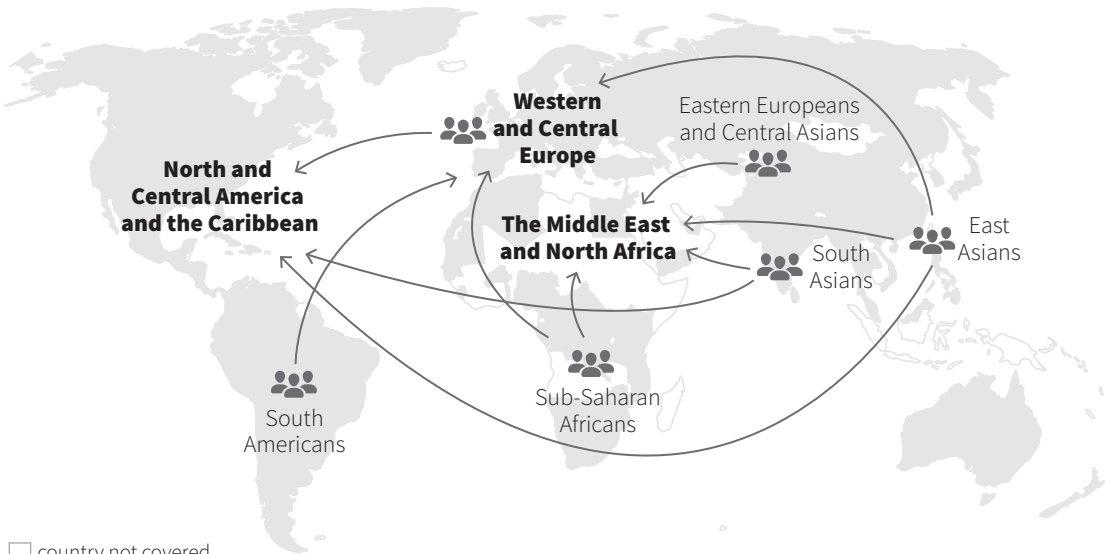 Western
and Central
Europe
Eastern Europeans
and Central Asians
North and
Central America
and the Caribbean
The Middle East
and North Africa
East
Asians
South
Asians
Sub-Saharan
Africans
South
Americans
country not covered